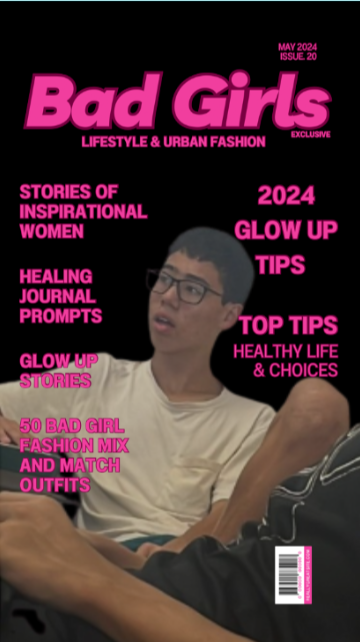 MAY 2024
ISSUE. 20
Bad Girls
EXCLUSIVE
LIFESTYLE & URBAN FASHION
STORIES OF
INSPIRATIONAL
WOMEN
HEALING
JOURNAL
PROMPTS
GLOW UP
STORIES
50 BAD GIRL
FASHION MIX
AND MATCH
OUTFITS
2024
GLOW UP
TIPS
TOP TIPS
HEALTHY LIFE
& CHOICES